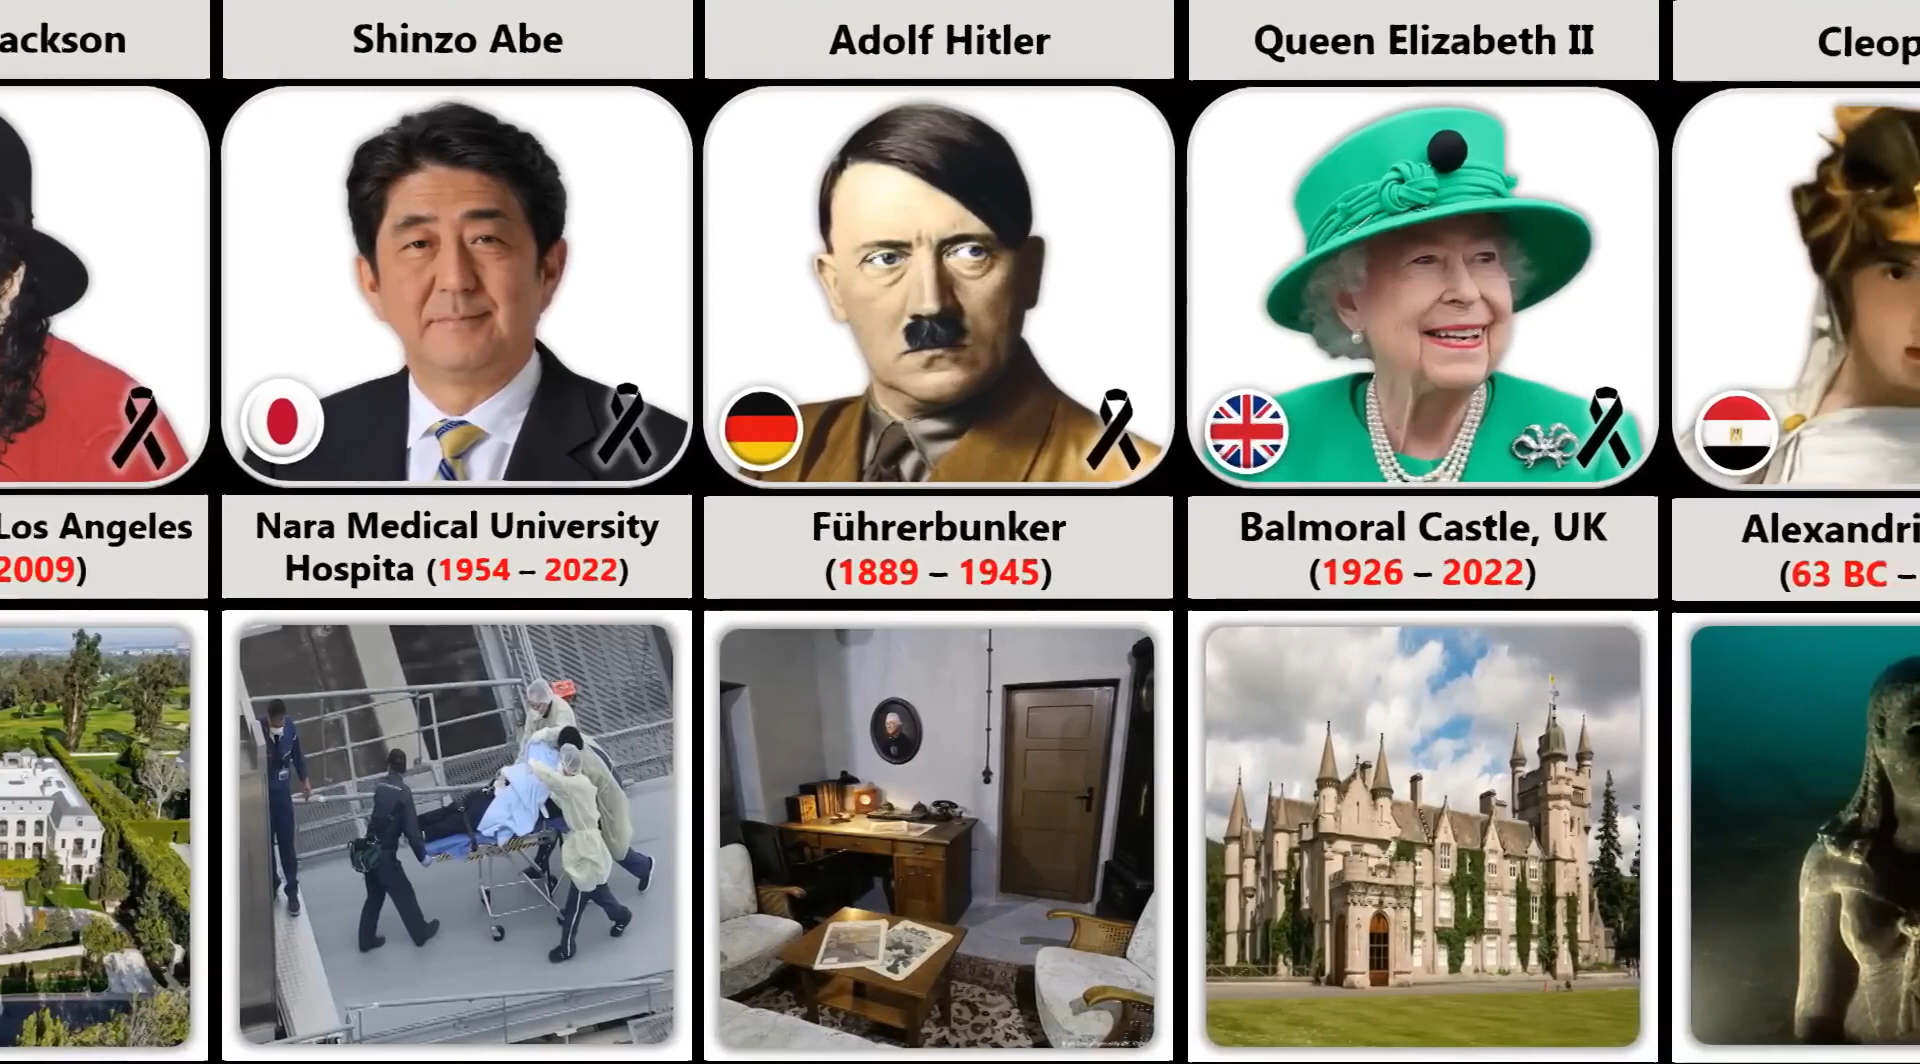 ackson
Shinzo Abe
Adolf Hitler
Queen Elizabeth II
Cleop
Los Angeles
2009)
Nara Medical University
Hospita (1954 – 2022)
Führerbunker
(1889 – 1945)
Balmoral Castle, UK
(1926 – 2022)
Alexandri
(63 BC –